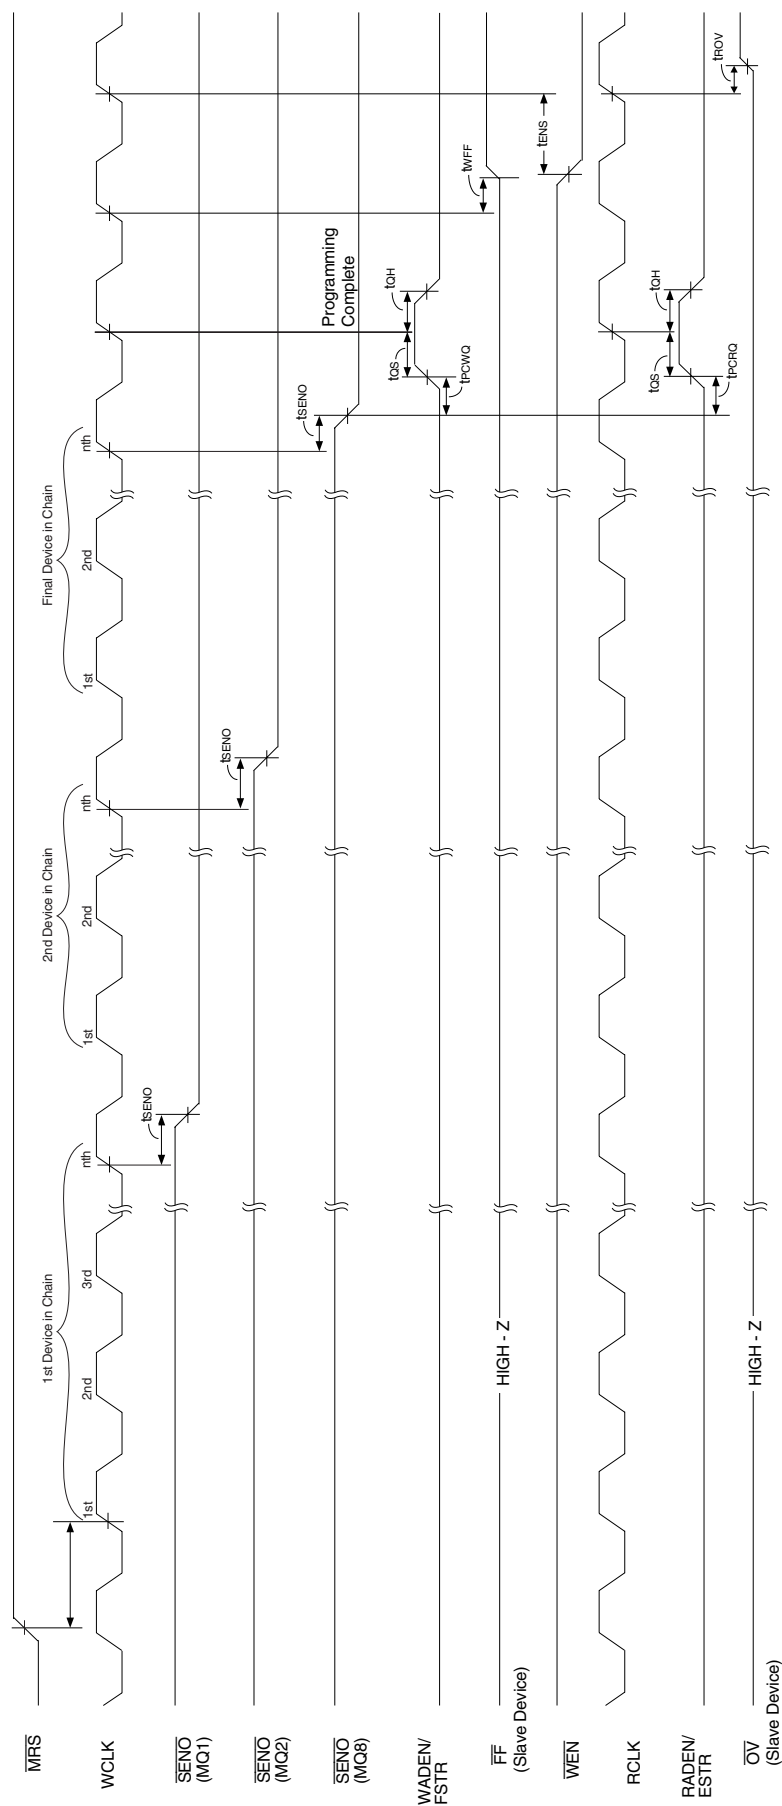 MRS
1st Device in Chain
2nd Device in Chain
Final Device in Chain
WCLK
1st
2nd
3rd
nth
1st
2nd
nth
1st
2nd
nth
SENO
(MQ1)
tSENO
SENO
(MQ2)
tSENO
SENO
(MQ8)
tSENO
Programming
Complete
WADEN/
FSTR
tQS
tQH
tPCWQ
FF
(Slave Device)
HIGH - Z
tWFF
WEN
tENS
RCLK
RADEN/
ESTR
tQS
tQH
tPCRQ
OV
(Slave Device)
HIGH - Z
tROV